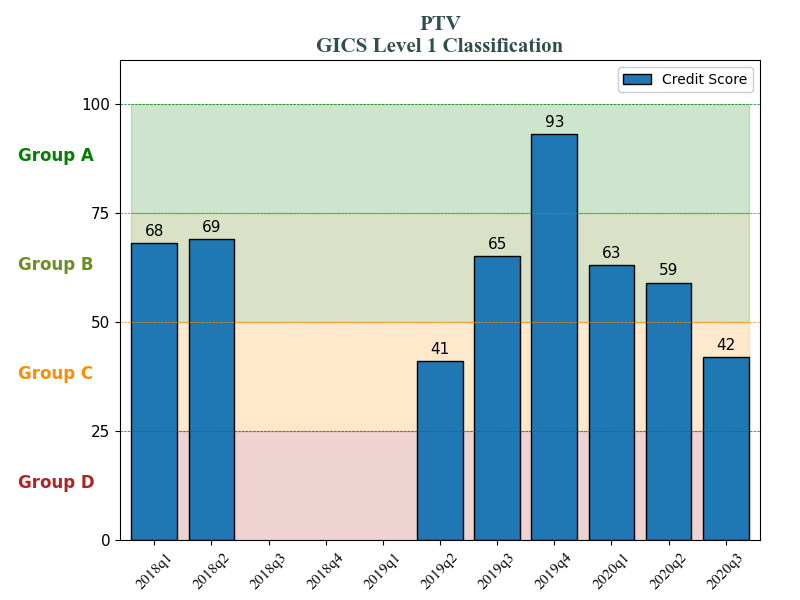 PTV
GICS Level 1 Classification
Credit Score
100
75
50
25
0
Group A
Group B
Group C
Group D
68
69
41
65
93
63
59
42
2018q1
2018q2
2018q3
2018q4
2019q1
2019q2
2019q3
2019q4
2020q1
2020q2
2020q3